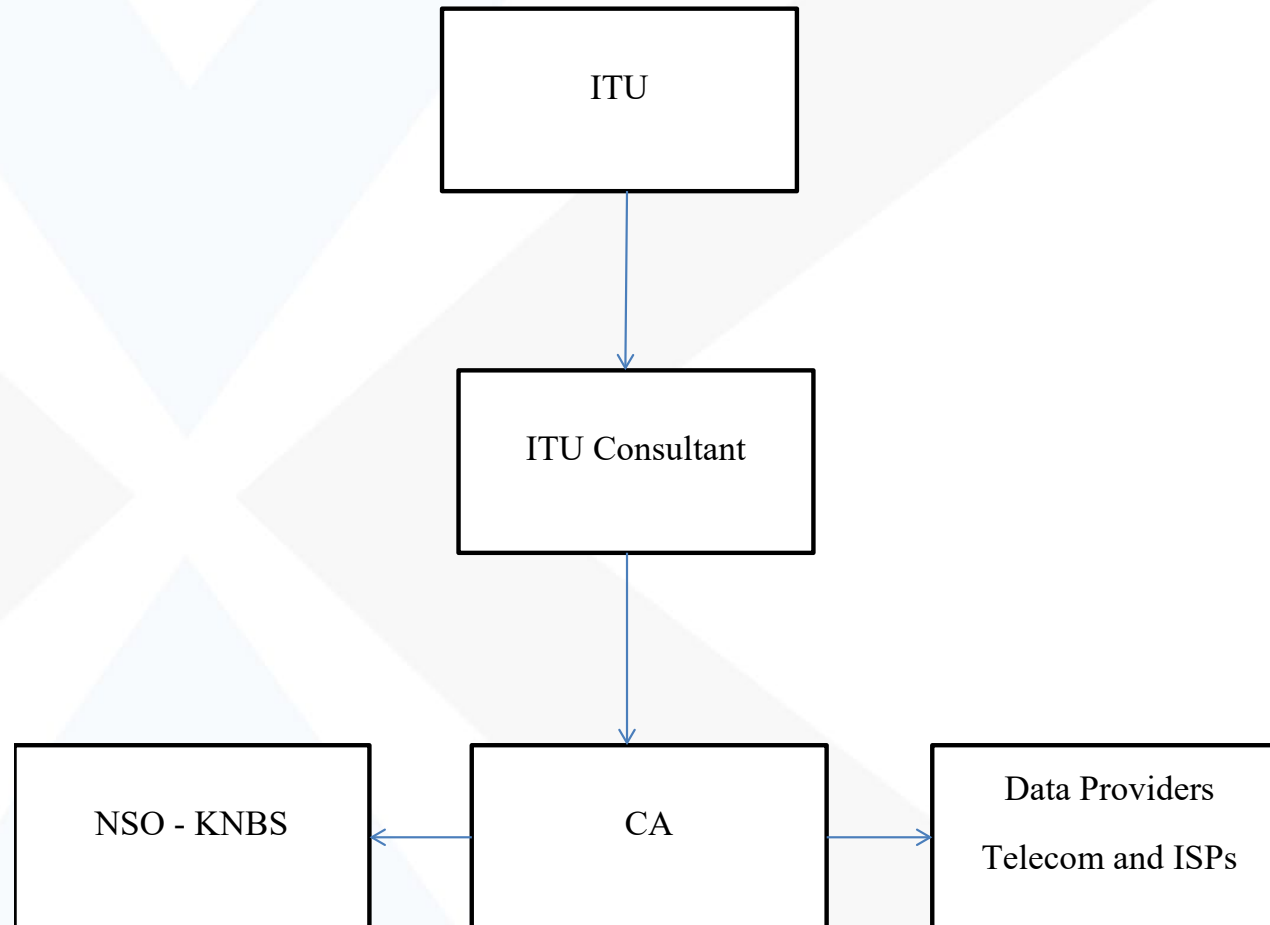 ITU
ITU Consultant
NSO - KNBS
CA
Data Providers
Telecom and ISPs